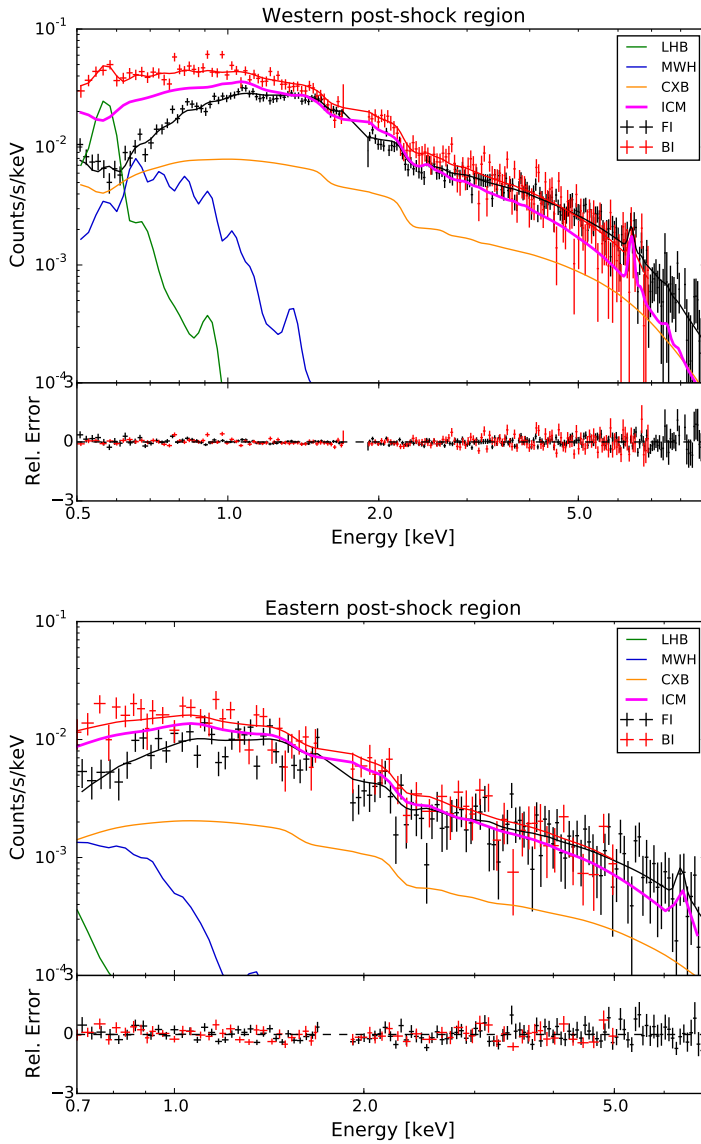 Western post-shock region
10⁻¹
10⁻²
10⁻³
10⁻⁴
Counts/s/keV
LHB
MWH
CXB
ICM
FI
BI
3
0
−3
Rel. Error
0.5
1.0
2.0
5.0
Energy [keV]
Eastern post-shock region
10⁻¹
10⁻²
10⁻³
10⁻⁴
Counts/s/keV
LHB
MWH
CXB
ICM
FI
BI
3
0
−3
Rel. Error
0.7
1.0
2.0
5.0
Energy [keV]